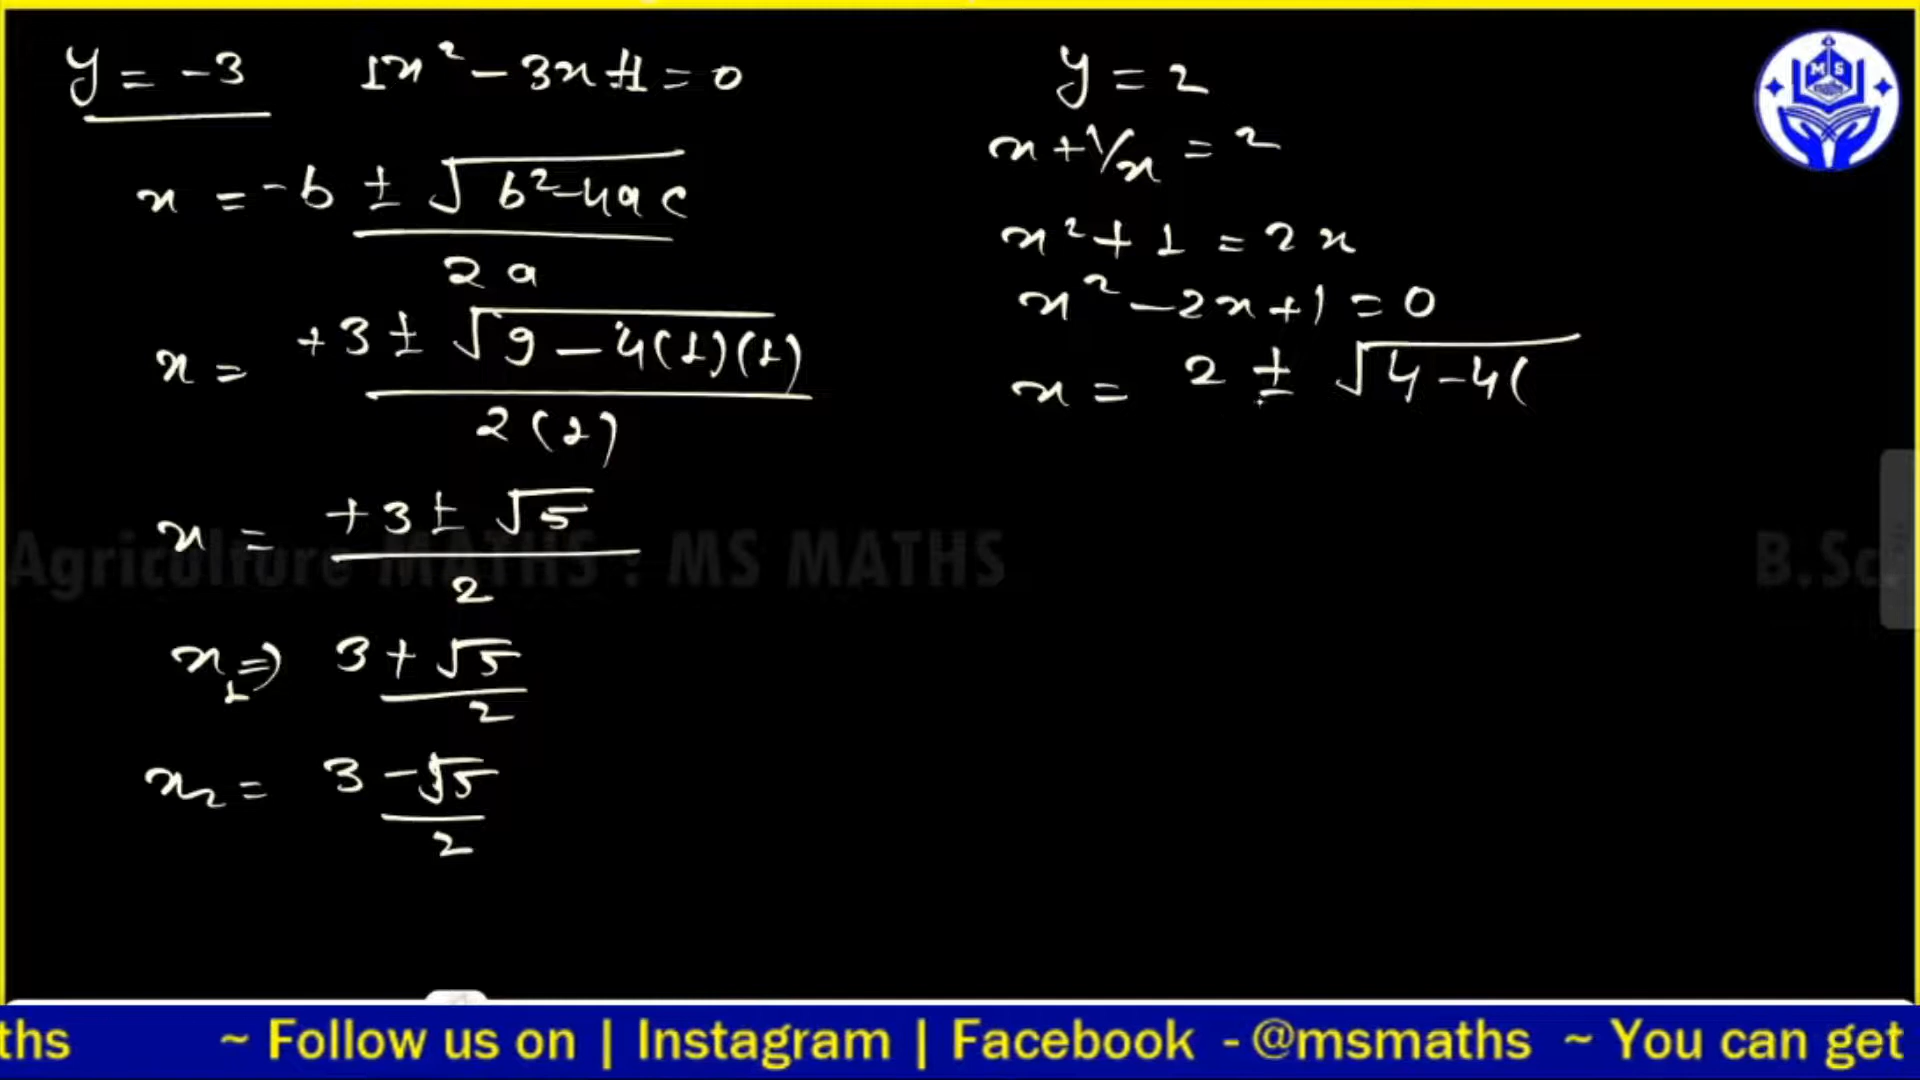 y = -3    1x² - 3x + 1 = 0
x = -b ± √b²-4ac / 2a
x = +3 ± √9 - 4(1)(1) / 2(1)
x = +3 ± √5 / 2
x₁ ⇒ 3 + √5 / 2
x₂ = 3 - √5 / 2
y = 2
x + 1/x = 2
x² + 1 = 2x
x² - 2x + 1 = 0
x = 2 ± √4 - 4(
MS
Agriculture MATHS : MS MATHS    B.Sc.
ths    ~ Follow us on | Instagram | Facebook - @msmaths ~ You can get